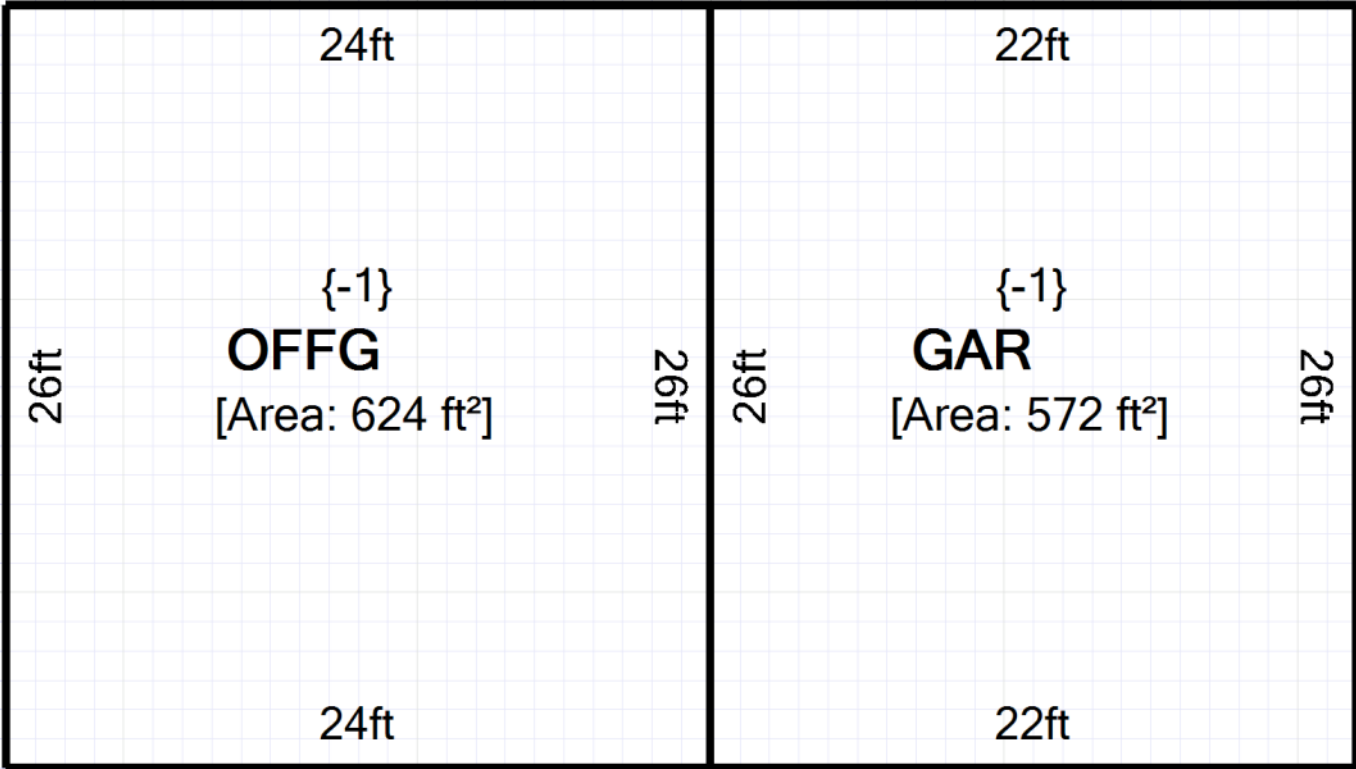 24ft
22ft
{-1}
{-1}
OFFG
GAR
26ft
26ft
26ft
26ft
[Area: 624 ft²]
[Area: 572 ft²]
24ft
22ft